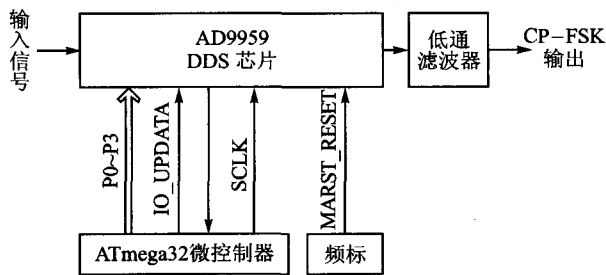 输入信号
AD9959
DDS 芯片
低通
滤波器
CP-FSK
输出
P0~P3
IO_UPDATA
SCLK
MARST_RESET
ATmega32微控制器
频标